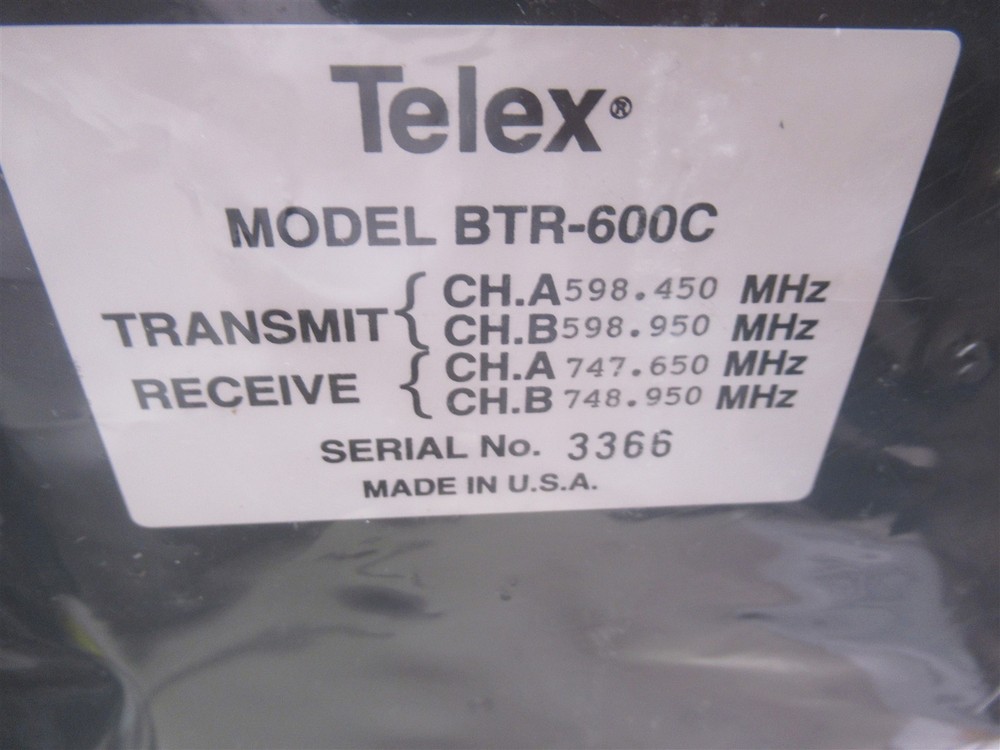 Telex®
MODEL BTR-600C
TRANSMIT { CH.A 598.450 MHz
CH.B 598.950 MHz
RECEIVE { CH.A 747.650 MHz
CH.B 748.950 MHz
SERIAL No. 3366
MADE IN U.S.A.